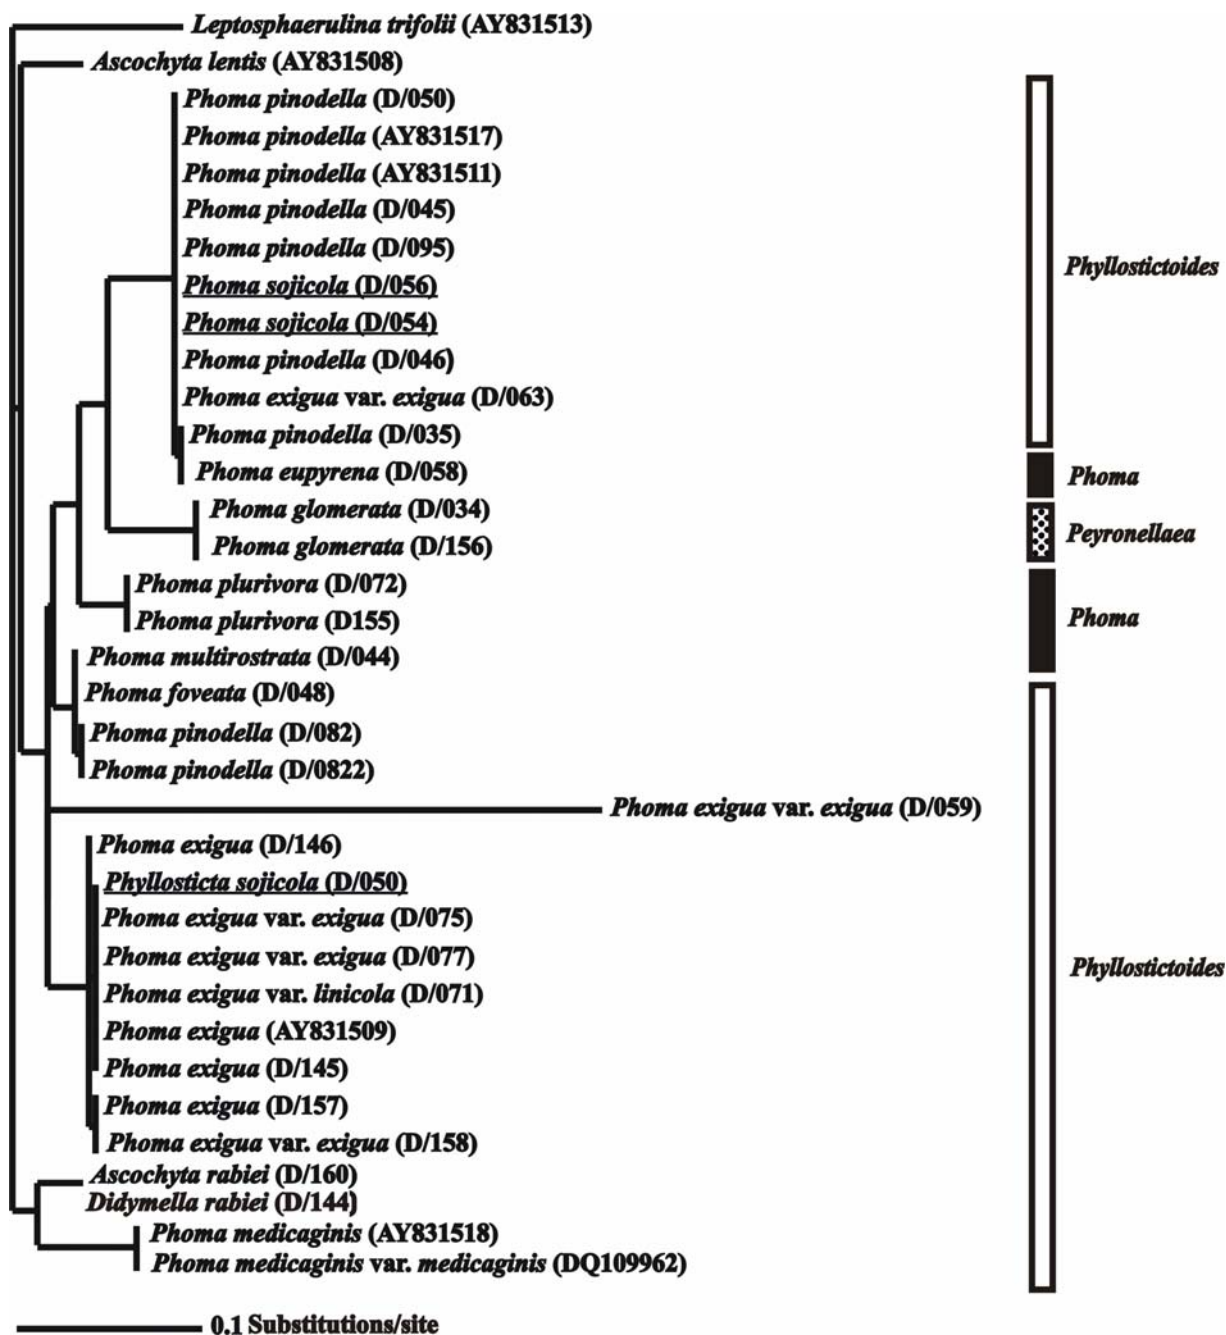 Leptosphaerulina trifolii (AY831513)
Ascochyta lentis (AY831508)
Phoma pinodella (D/050)
Phoma pinodella (AY831517)
Phoma pinodella (AY831511)
Phoma pinodella (D/045)
Phoma pinodella (D/095)
Phoma sojicola (D/056)
Phoma sojicola (D/054)
Phoma pinodella (D/046)
Phoma exigua var. exigua (D/063)
Phoma pinodella (D/035)
Phoma eupyrena (D/058)
Phoma glomerata (D/034)
Phoma glomerata (D/156)
Phoma plurivora (D/072)
Phoma plurivora (D155)
Phoma multirostrata (D/044)
Phoma foveata (D/048)
Phoma pinodella (D/082)
Phoma pinodella (D/0822)
Phoma exigua var. exigua (D/059)
Phoma exigua (D/146)
Phyllosticta sojicola (D/050)
Phoma exigua var. exigua (D/075)
Phoma exigua var. exigua (D/077)
Phoma exigua var. linicola (D/071)
Phoma exigua (AY831509)
Phoma exigua (D/145)
Phoma exigua (D/157)
Phoma exigua var. exigua (D/158)
Ascochyta rabiei (D/160)
Didymella rabiei (D/144)
Phoma medicaginis (AY831518)
Phoma medicaginis var. medicaginis (DQ109962)
0.1 Substitutions/site
Phyllostictoides
Phoma
Peyronellaea
Phoma
Phyllostictoides